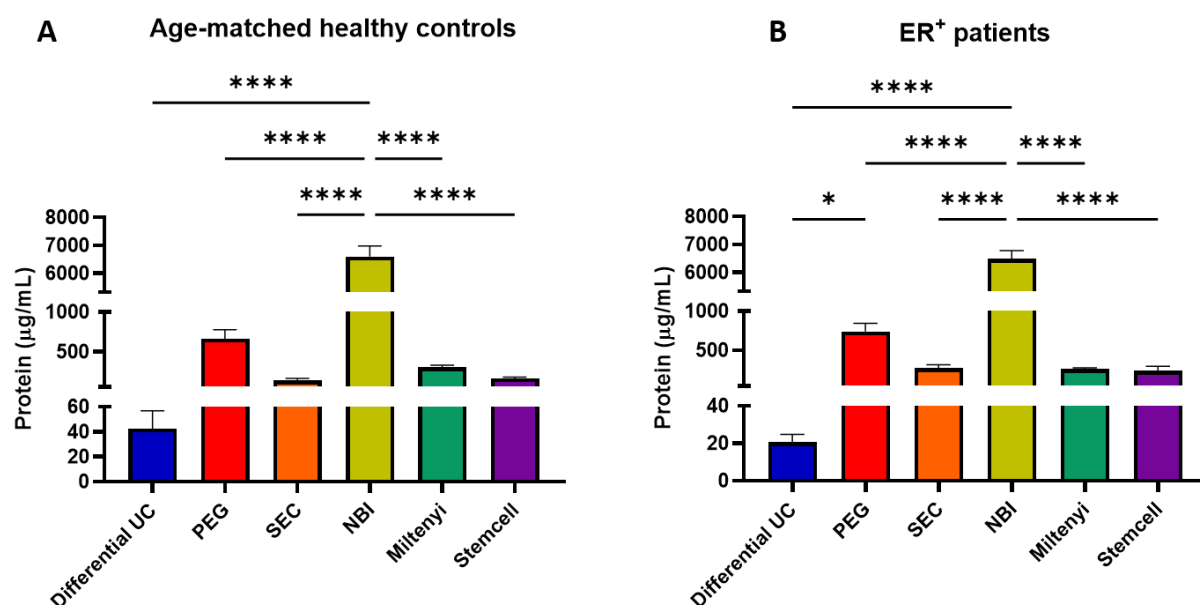 A
Age-matched healthy controls
****
**** ****
**** ****
Protein (µg/mL)
8000
7000
6000
1000
500
60
40
20
0
Differential UC
PEG
SEC
NBI
Miltenyi
Stemcell
B
ER⁺ patients
****
**** ****
* **** ****
Protein (µg/mL)
8000
7000
6000
1000
500
40
20
0
Differential UC
PEG
SEC
NBI
Miltenyi
Stemcell